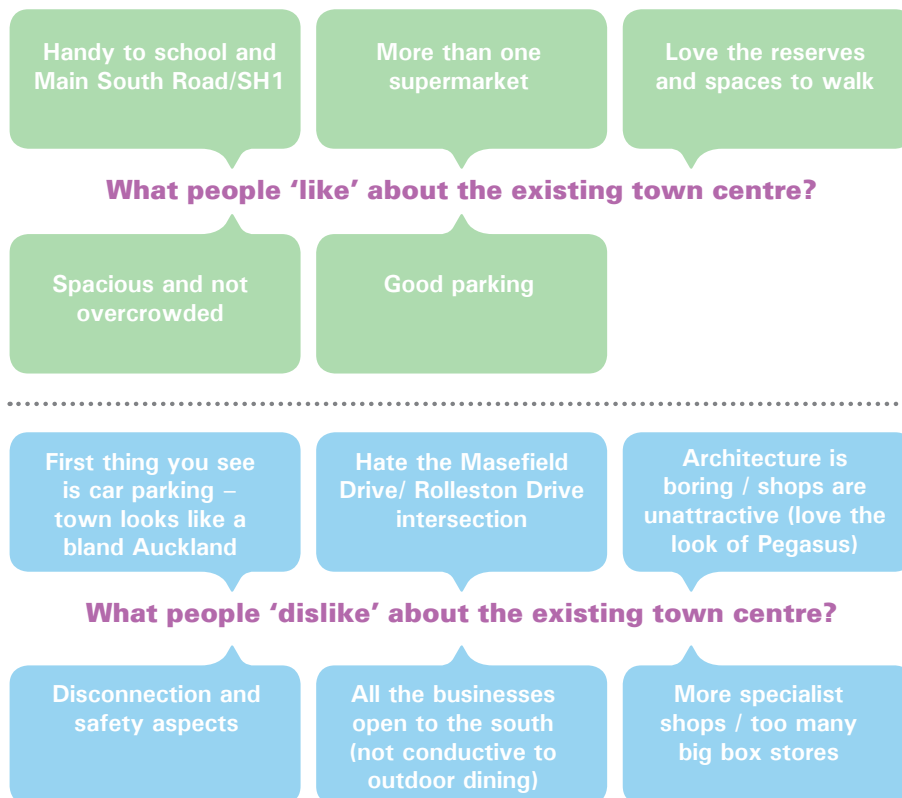 Handy to school and
Main South Road/SH1
More than one
supermarket
Love the reserves
and spaces to walk
What people ‘like’ about the existing town centre?
Spacious and not
overcrowded
Good parking
First thing you see
is car parking –
town looks like a
bland Auckland
Hate the Masefield
Drive/ Rolleston Drive
intersection
Architecture is
boring / shops are
unattractive (love the
look of Pegasus)
What people ‘dislike’ about the existing town centre?
Disconnection and
safety aspects
All the businesses
open to the south
(not conductive to
outdoor dining)
More specialist
shops / too many
big box stores